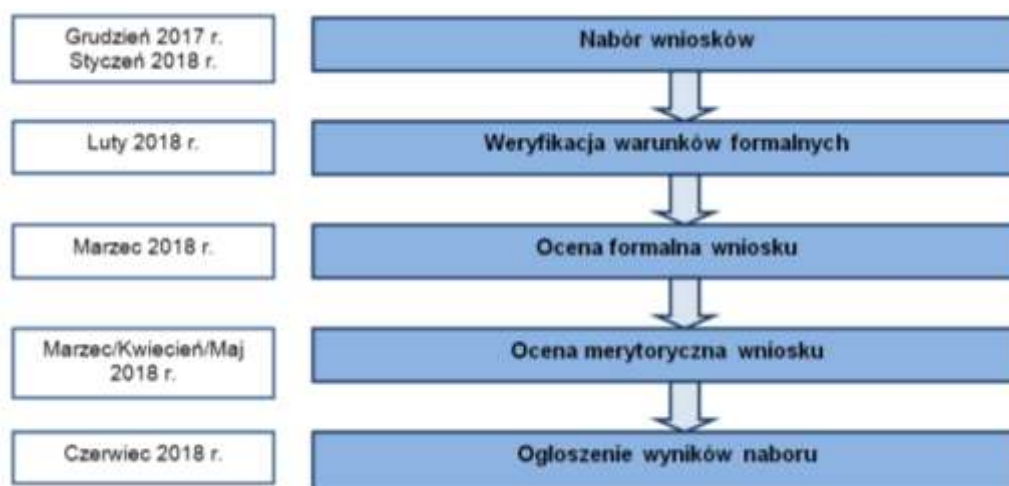 Grudzień 2017 r.
Styczeń 2018 r.
Nabór wniosków
Luty 2018 r.
Weryfikacja warunków formalnych
Marzec 2018 r.
Ocena formalna wniosku
Marzec/Kwiecień/Maj
2018 r.
Ocena merytoryczna wniosku
Czerwiec 2018 r.
Ogloszenie wyników naboru